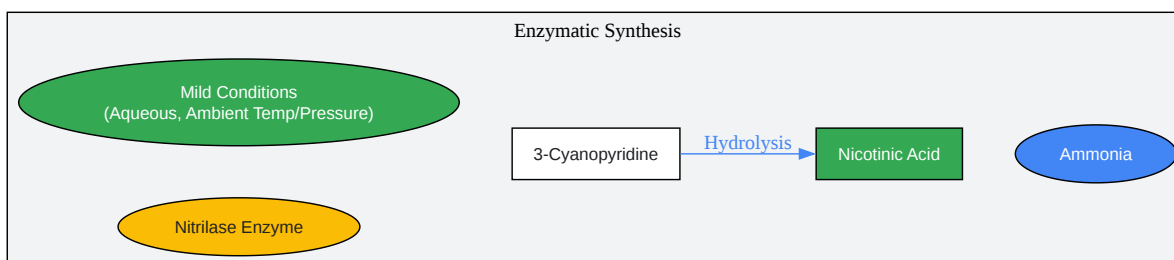 Enzymatic Synthesis
Mild Conditions
(Aqueous, Ambient Temp/Pressure)
Nitrilase Enzyme
3-Cyanopyridine
Hydrolysis
Nicotinic Acid
Ammonia